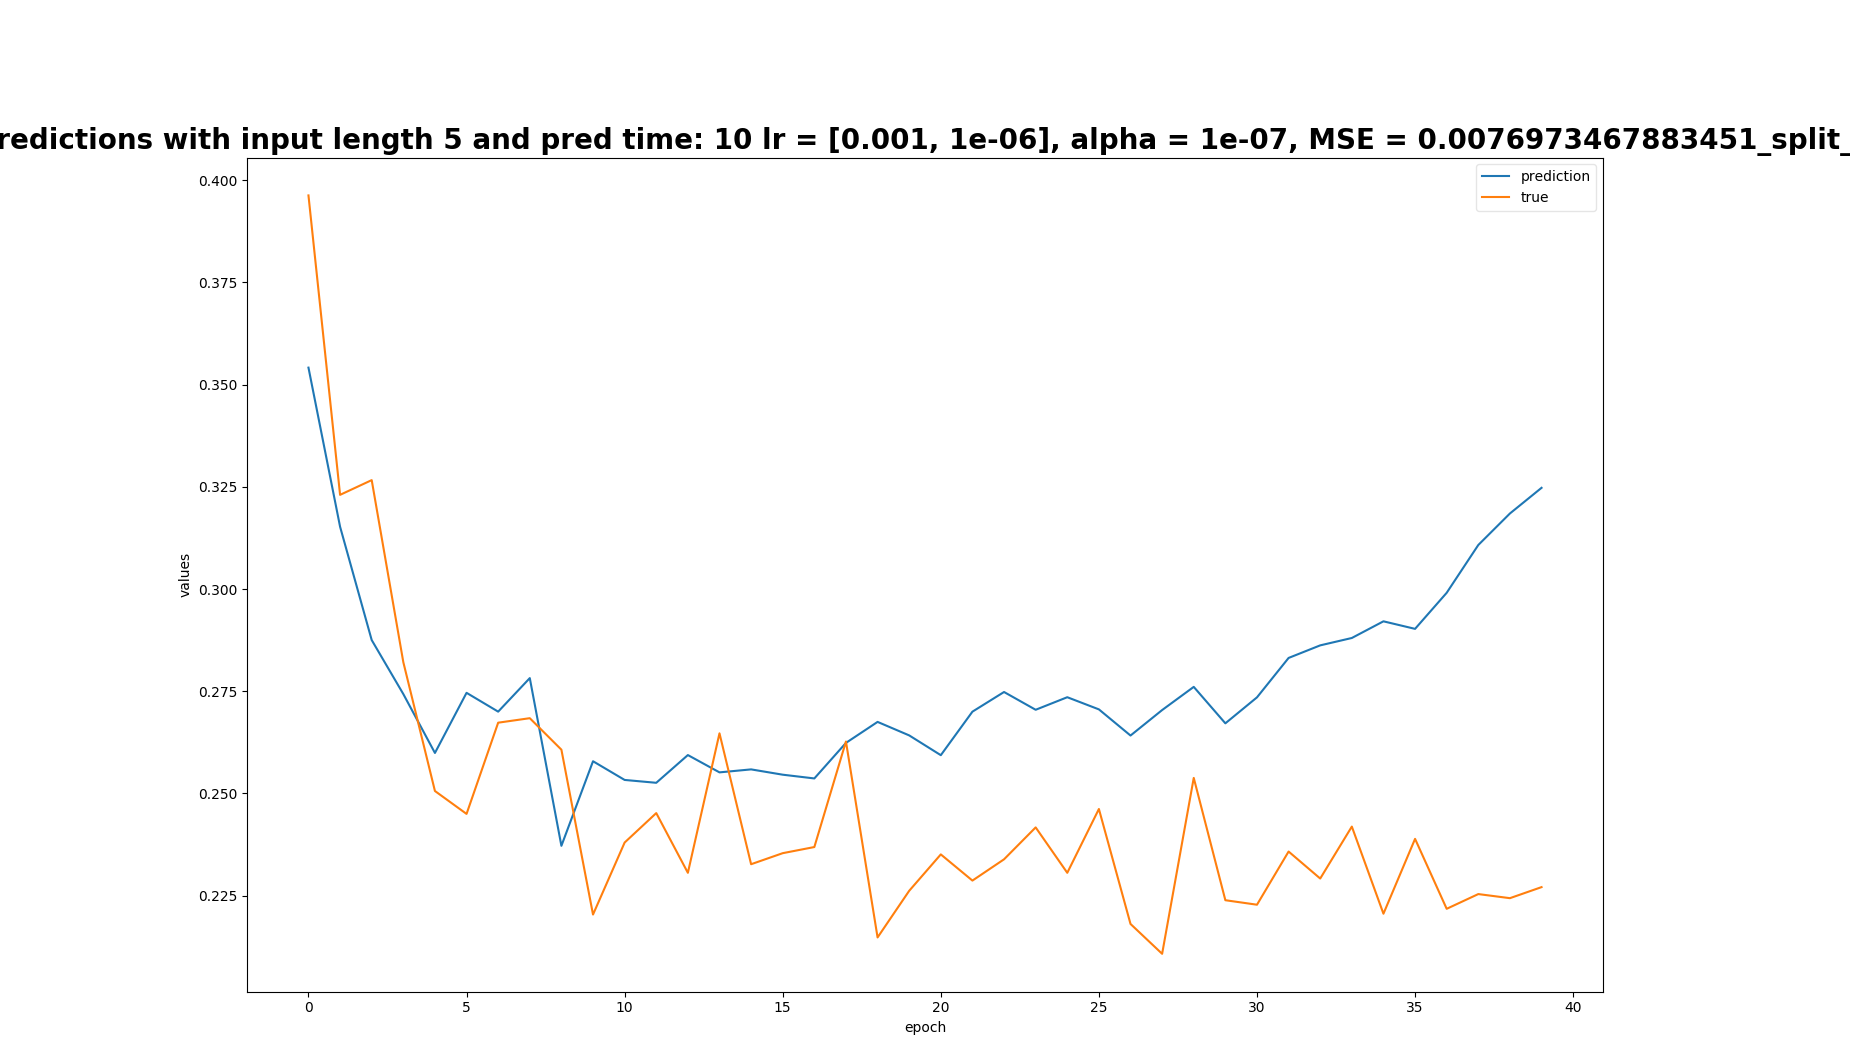 redictions with input length 5 and pred time: 10 lr = [0.001, 1e-06], alpha = 1e-07, MSE = 0.0076973467883451_split_
prediction
true
0.400
0.375
0.350
0.325
0.300
0.275
0.250
0.225
values
0 5 10 15 20 25 30 35 40
epoch